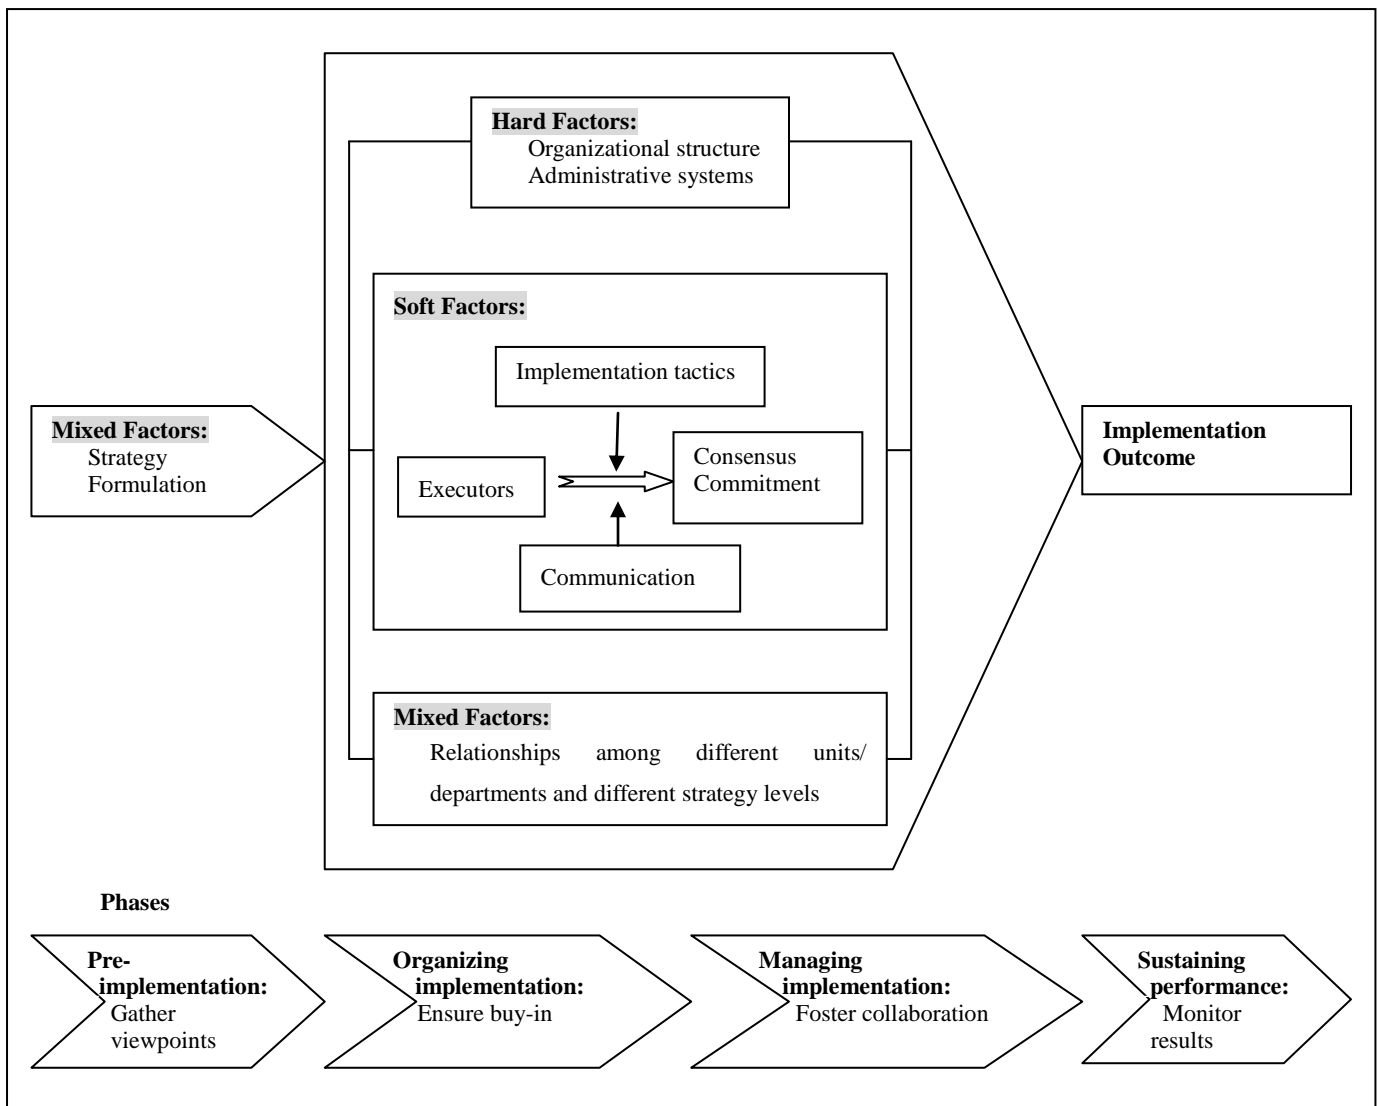 Hard Factors:
Organizational structure
Administrative systems
Soft Factors:
Implementation tactics
Mixed Factors:
Strategy
Formulation
Executors
Consensus
Commitment
Communication
Implementation
Outcome
Mixed Factors:
Relationships among different units/
departments and different strategy levels
Phases
Pre-
implementation:
Gather
viewpoints
Organizing
implementation:
Ensure buy-in
Managing
implementation:
Foster collaboration
Sustaining
performance:
Monitor
results